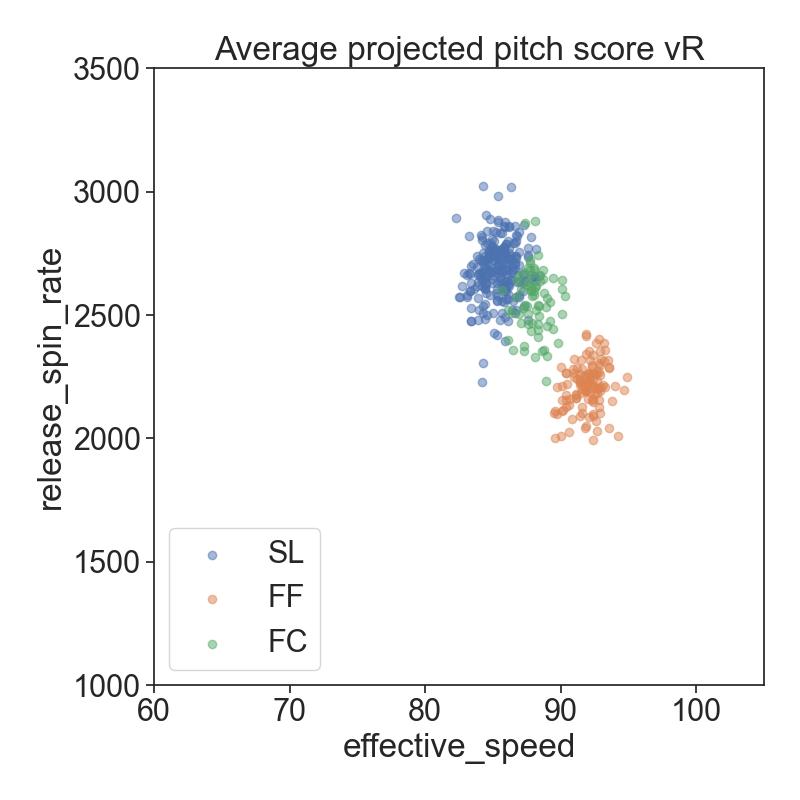 Average projected pitch score vR
3500
3000
2500
2000
1500
1000
release_spin_rate
SL
FF
FC
60 70 80 90 100
effective_speed